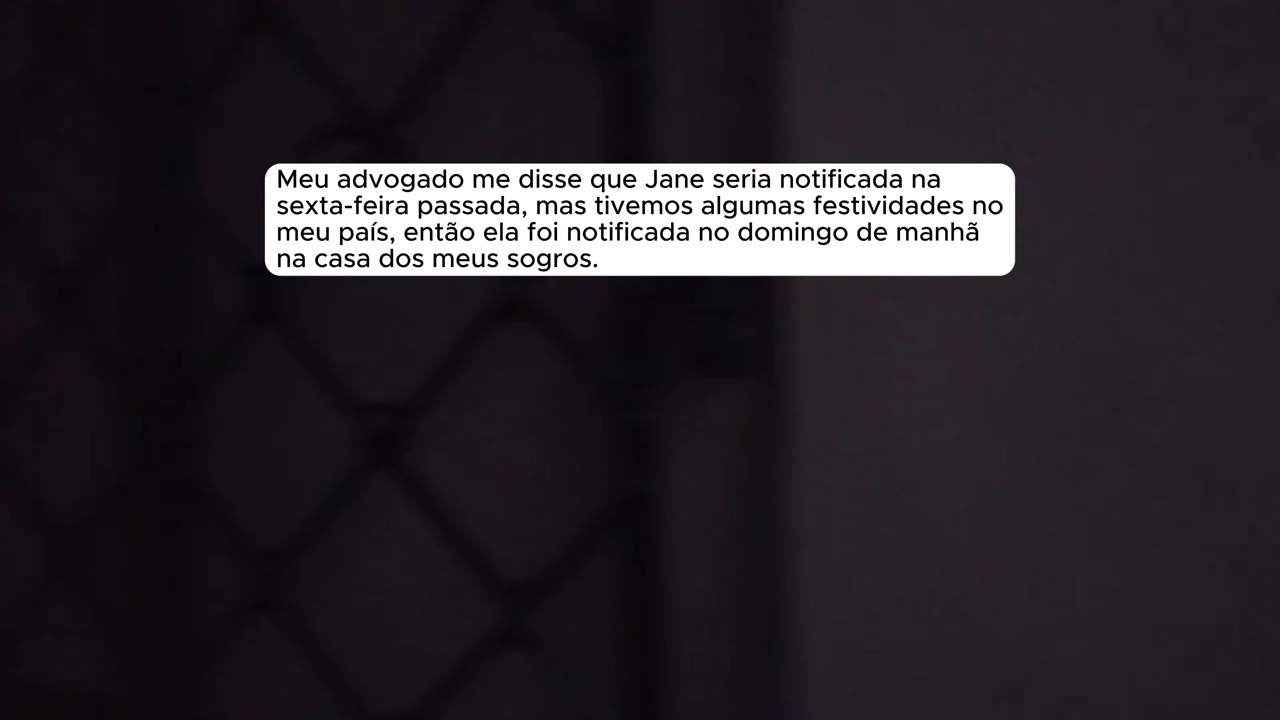 Meu advogado me disse que Jane seria notificada na
sexta-feira passada, mas tivemos algumas festividades no
meu país, então ela foi notificada no domingo de manhã
na casa dos meus sogros.